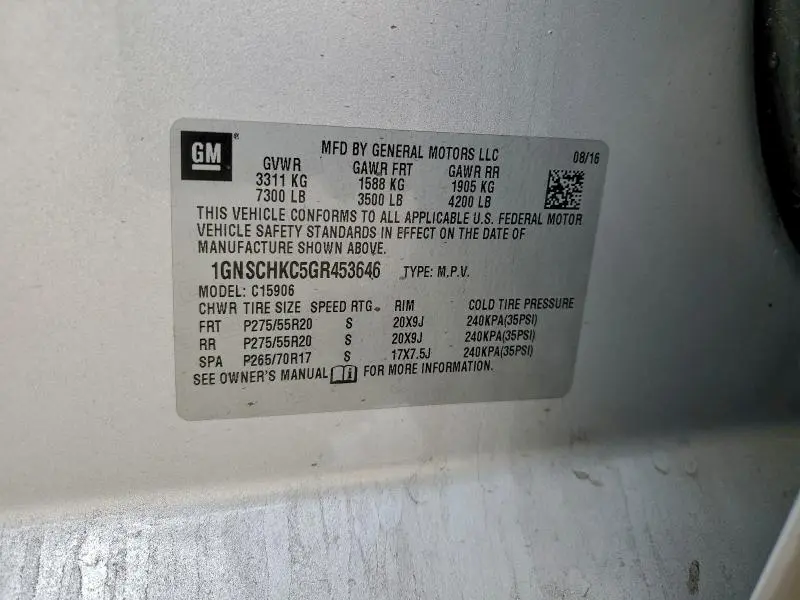 GM
MFD BY GENERAL MOTORS LLC 08/16
GVWR GAWR FRT GAWR RR
3311 KG 1588 KG 1905 KG
7300 LB 3500 LB 4200 LB
THIS VEHICLE CONFORMS TO ALL APPLICABLE U.S. FEDERAL MOTOR
VEHICLE SAFETY STANDARDS IN EFFECT ON THE DATE OF
MANUFACTURE SHOWN ABOVE.
1GNSCHKC5GR453646 TYPE: M.P.V.
MODEL: C15906
CHWR TIRE SIZE SPEED RTG. RIM COLD TIRE PRESSURE
FRT P275/55R20 S 20X9J 240KPA(35PSI)
RR P275/55R20 S 20X9J 240KPA(35PSI)
SPA P265/70R17 S 17X7.5J 240KPA(35PSI)
SEE OWNER'S MANUAL FOR MORE INFORMATION.